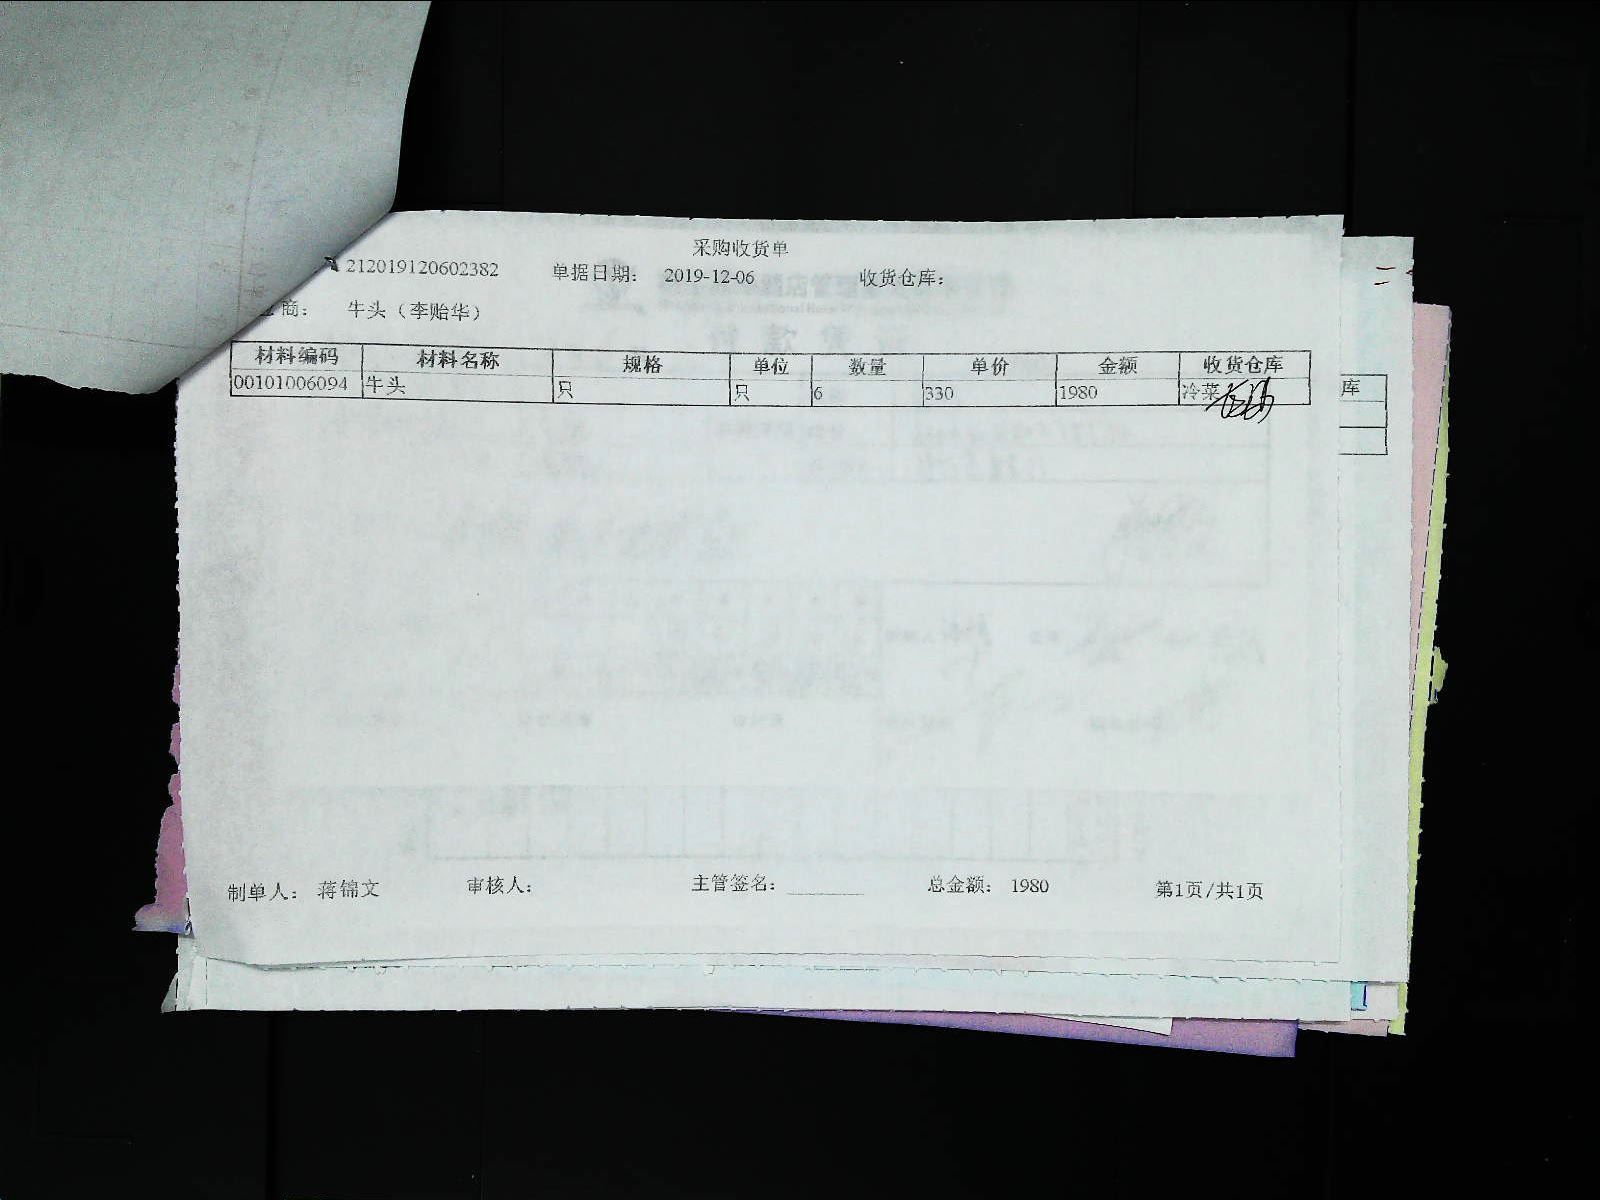 采购收货单
212019120602382 单据日期： 2019-12-06 收货仓库：
商： 牛头（李贻华）
材料编码 材料名称 规格 单位 数量 单价 金额 收货仓库
00101006094 牛头 只 只 6 330 1980 冷菜
库
制单人： 蒋锦文 审核人： 主管签名： 总金额： 1980 第1页/共1页